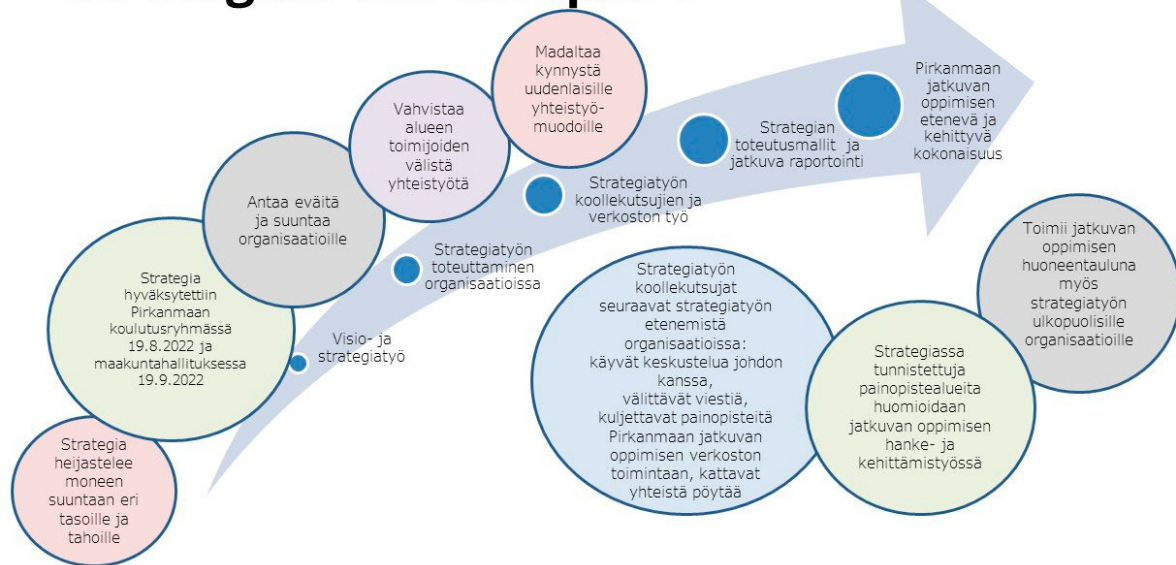 Madaltaa
kynnystä
uudenlaisille
yhteistyö-
muodoille
Vahvistaa
alueen
toimijoiden
välistä
yhteistyötä
Antaa eväitä
ja suuntaa
organisaatioille
Strategia
hyväksytettiin
Pirkanmaan
koulutusryhmässä
19.8.2022 ja
maakuntahallituksessa
19.9.2022
Strategia
heijastelee
moneen
suuntaan eri
tasoille ja
tahoille
Visio- ja
strategiatyö
Strategiatyön
toteuttaminen
organisaatioissa
Strategiatyön
koollekutsujien ja
verkoston työ
Strategian
toteutusmallit ja
jatkuva raportointi
Pirkanmaan
jatkuvan
oppimisen
etenevä ja
kehittyvä
kokonaisuus
Strategiatyön
koollekutsujat
seuraavat strategiatyön
etenemistä
organisaatioissa:
käyvät keskustelua johdon
kanssa,
välittävät viestiä,
kuljettavat painopisteitä
Pirkanmaan jatkuvan
oppimisen verkoston
toimintaan, kattavat
yhteistä pöytää
Strategiassa
tunnistettuja
painopistealueita
huomioidaan
jatkuvan oppimisen
hanke- ja
kehittämistyössä
Toimii jatkuvan
oppimisen
huoneentauluna
myös
strategiatyön
ulkopuolisille
organisaatioille